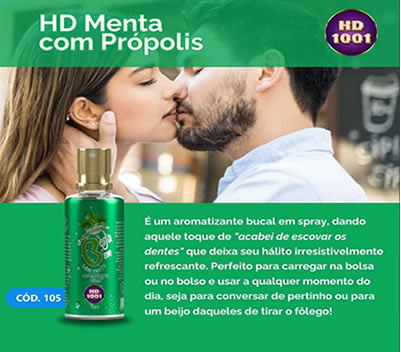 HD Menta
com Própolis
HD
1001
É um aromatizante bucal em spray, dando
aquele toque de "acabei de escovar os
dentes" que deixa seu hálito irresistivelmente
refrescante. Perfeito para carregar na bolsa
ou no bolso e usar a qualquer momento do
dia, seja para conversar de pertinho ou para
um beijo daqueles de tirar o fôlego!
CÓD. 105
HD
1001